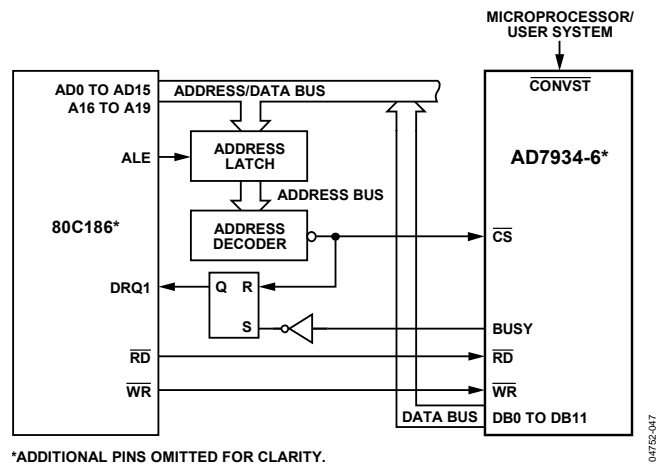 MICROPROCESSOR/
USER SYSTEM
AD0 TO AD15
A16 TO A19
ADDRESS/DATA BUS
CONVST
ALE
ADDRESS
LATCH
AD7934-6*
ADDRESS BUS
80C186*
ADDRESS
DECODER
CS
DRQ1
Q R
S
BUSY
RD
RD
WR
WR
DATA BUS
DB0 TO DB11
*ADDITIONAL PINS OMITTED FOR CLARITY.
04752-047